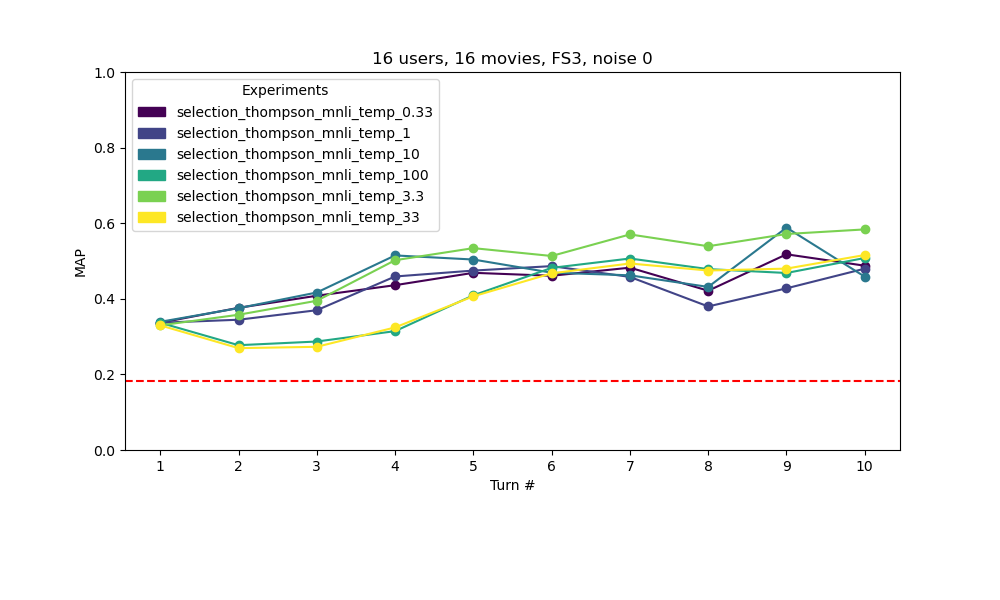 16 users, 16 movies, FS3, noise 0
1.0
0.8
0.6
0.4
0.2
0.0
MAP
Experiments
selection_thompson_mnli_temp_0.33
selection_thompson_mnli_temp_1
selection_thompson_mnli_temp_10
selection_thompson_mnli_temp_100
selection_thompson_mnli_temp_3.3
selection_thompson_mnli_temp_33
1 2 3 4 5 6 7 8 9 10
Turn #